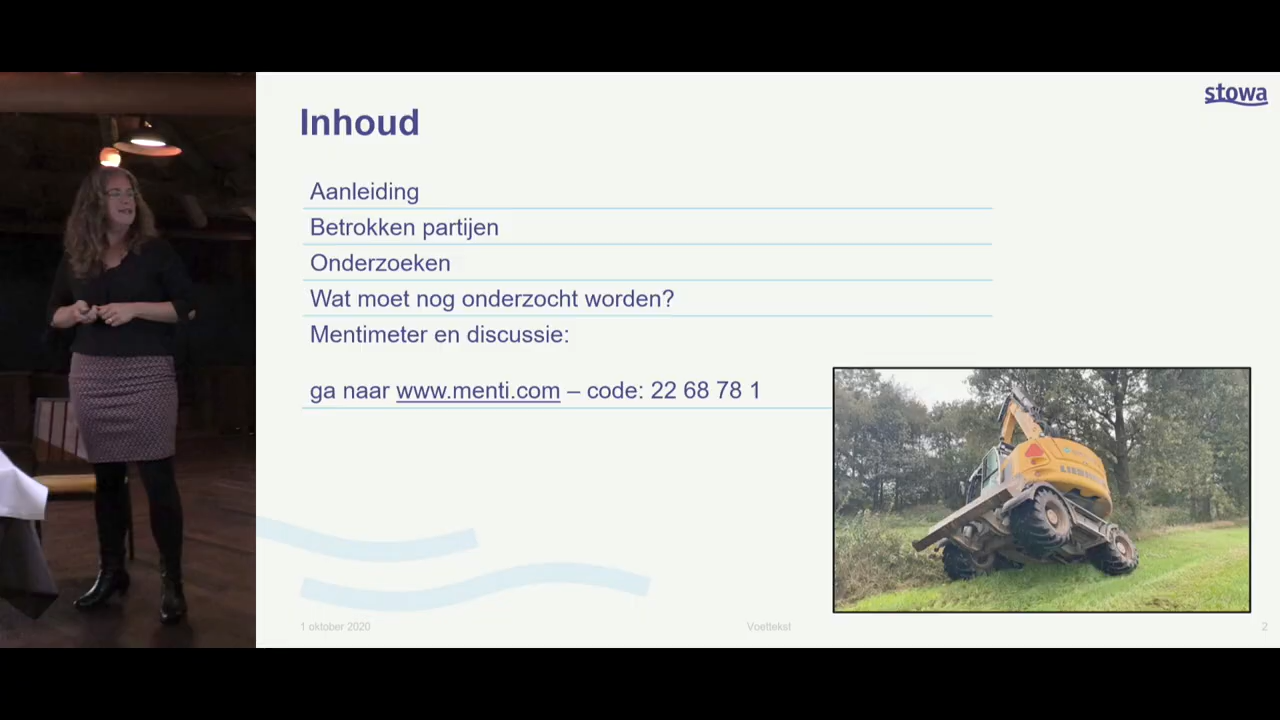 stowa
Inhoud
Aanleiding
Betrokken partijen
Onderzoeken
Wat moet nog onderzocht worden?
Mentimeter en discussie:
ga naar www.menti.com – code: 22 68 78 1
LIEBHERR
1 oktober 2020
Voettekst
2